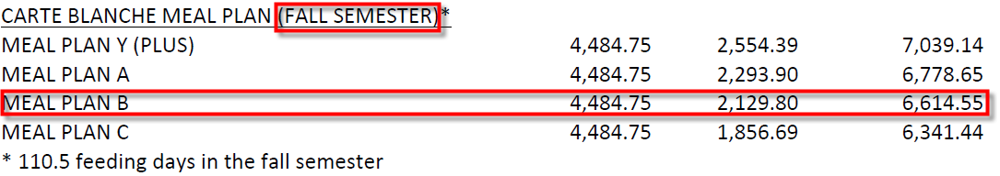 CARTE BLANCHE MEAL PLAN (FALL SEMESTER)*
MEAL PLAN Y (PLUS) 4,484.75 2,554.39 7,039.14
MEAL PLAN A 4,484.75 2,293.90 6,778.65
MEAL PLAN B 4,484.75 2,129.80 6,614.55
MEAL PLAN C 4,484.75 1,856.69 6,341.44
* 110.5 feeding days in the fall semester